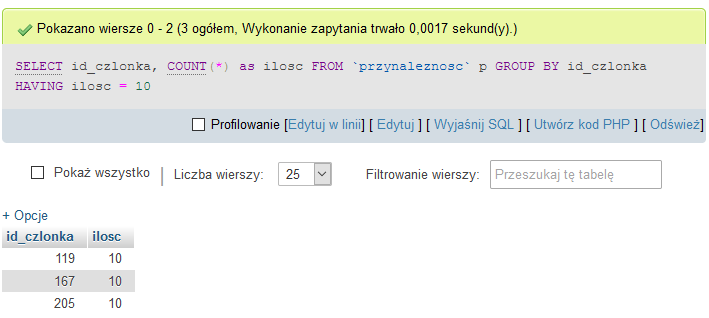 Pokazano wiersze 0 - 2 (3 ogółem, Wykonanie zapytania trwało 0,0017 sekund(y).)
SELECT id_czlonka, COUNT(*) as ilosc FROM `przynaleznosc` p GROUP BY id_czlonka
HAVING ilosc = 10
Profilowanie [Edytuj w linii] [ Edytuj ] [ Wyjaśnij SQL ] [ Utwórz kod PHP ] [ Odśwież]
Pokaż wszystko | Liczba wierszy: 25 Filtrowanie wierszy: Przeszukaj tę tabelę
+ Opcje
id_czlonka ilosc
119 10
167 10
205 10